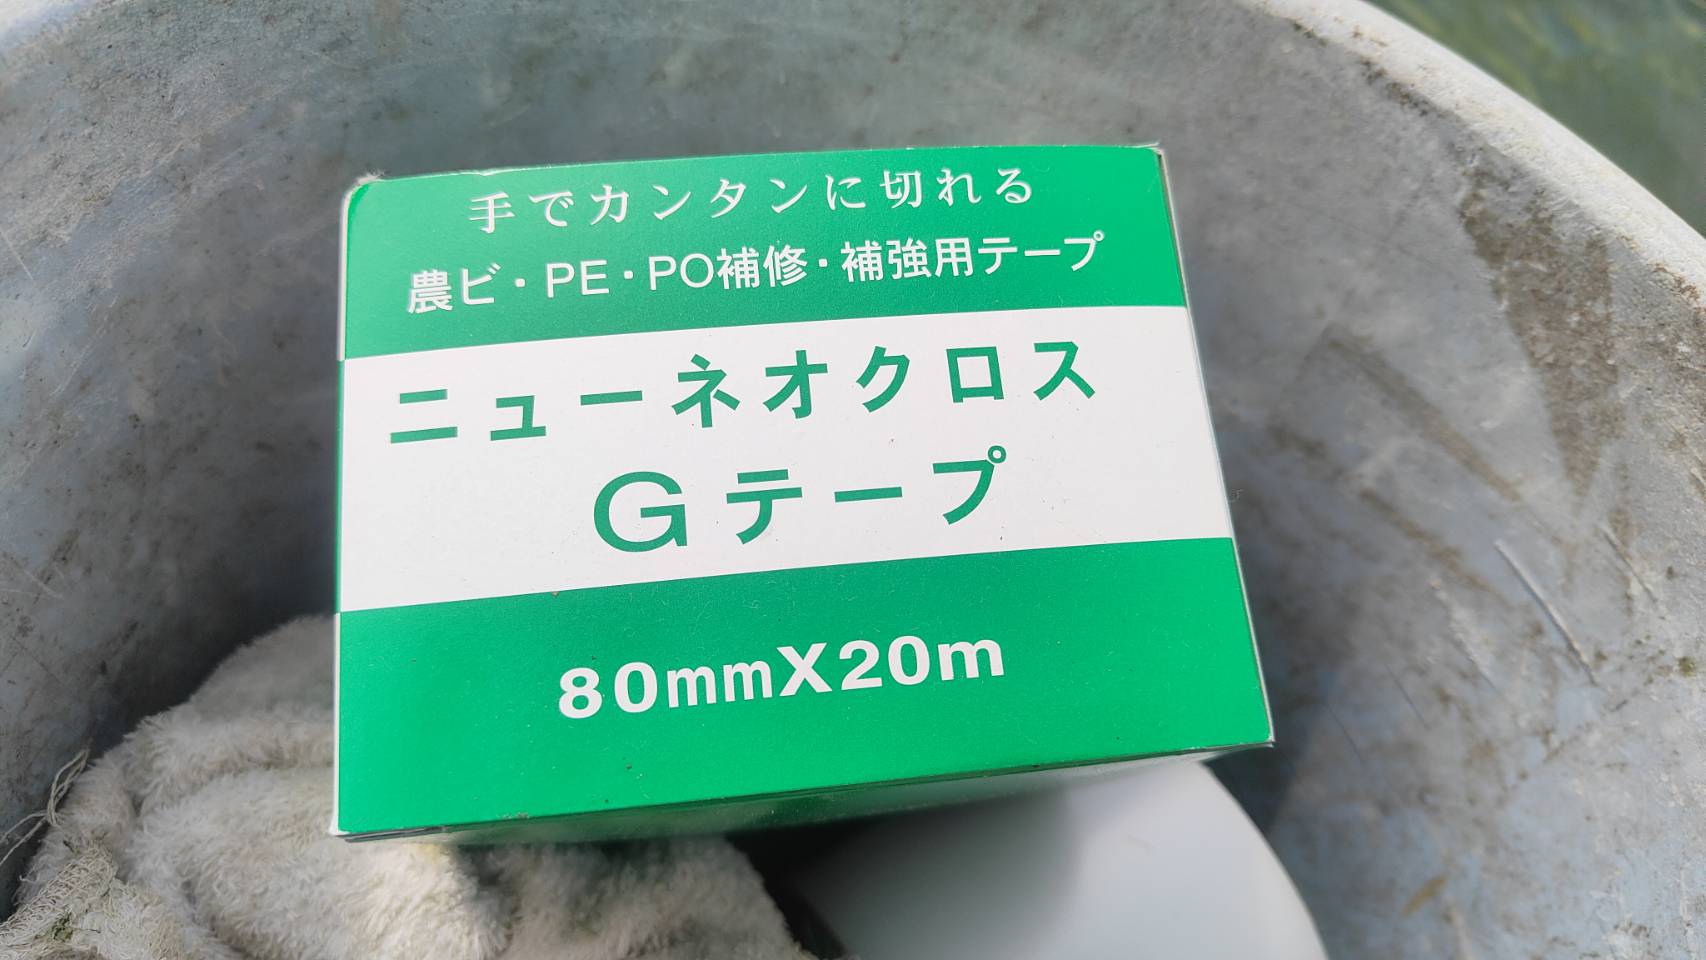 手でカンタンに切れる
農ビ・PE・PO補修・補強用テープ
ニューネオクロス
Gテープ
80mmX20m